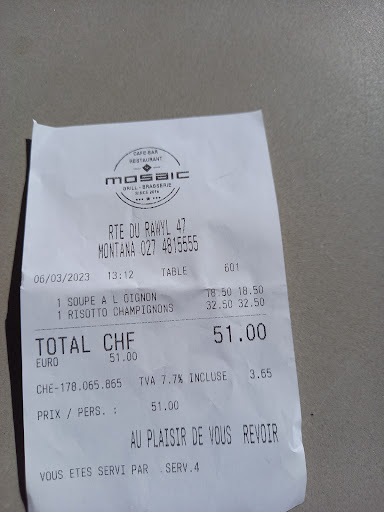 CAFE-BAR
RESTAURANT
mosaic
GRILL - BRASSERIE
SINCE 2016
RTE DU RAWYL 47
MONTANA 027 4815555
06/03/2023 13:12 TABLE 601
1 SOUPE A L OIGNON 18.50 18.50
1 RISOTTO CHAMPIGNONS 32.50 32.50
TOTAL CHF 51.00
EURO 51.00
CHE-178.065.865 TVA 7.7% INCLUSE 3.65
PRIX / PERS. : 51.00
AU PLAISIR DE VOUS REVOIR
VOUS ETES SERVI PAR .SERV.4